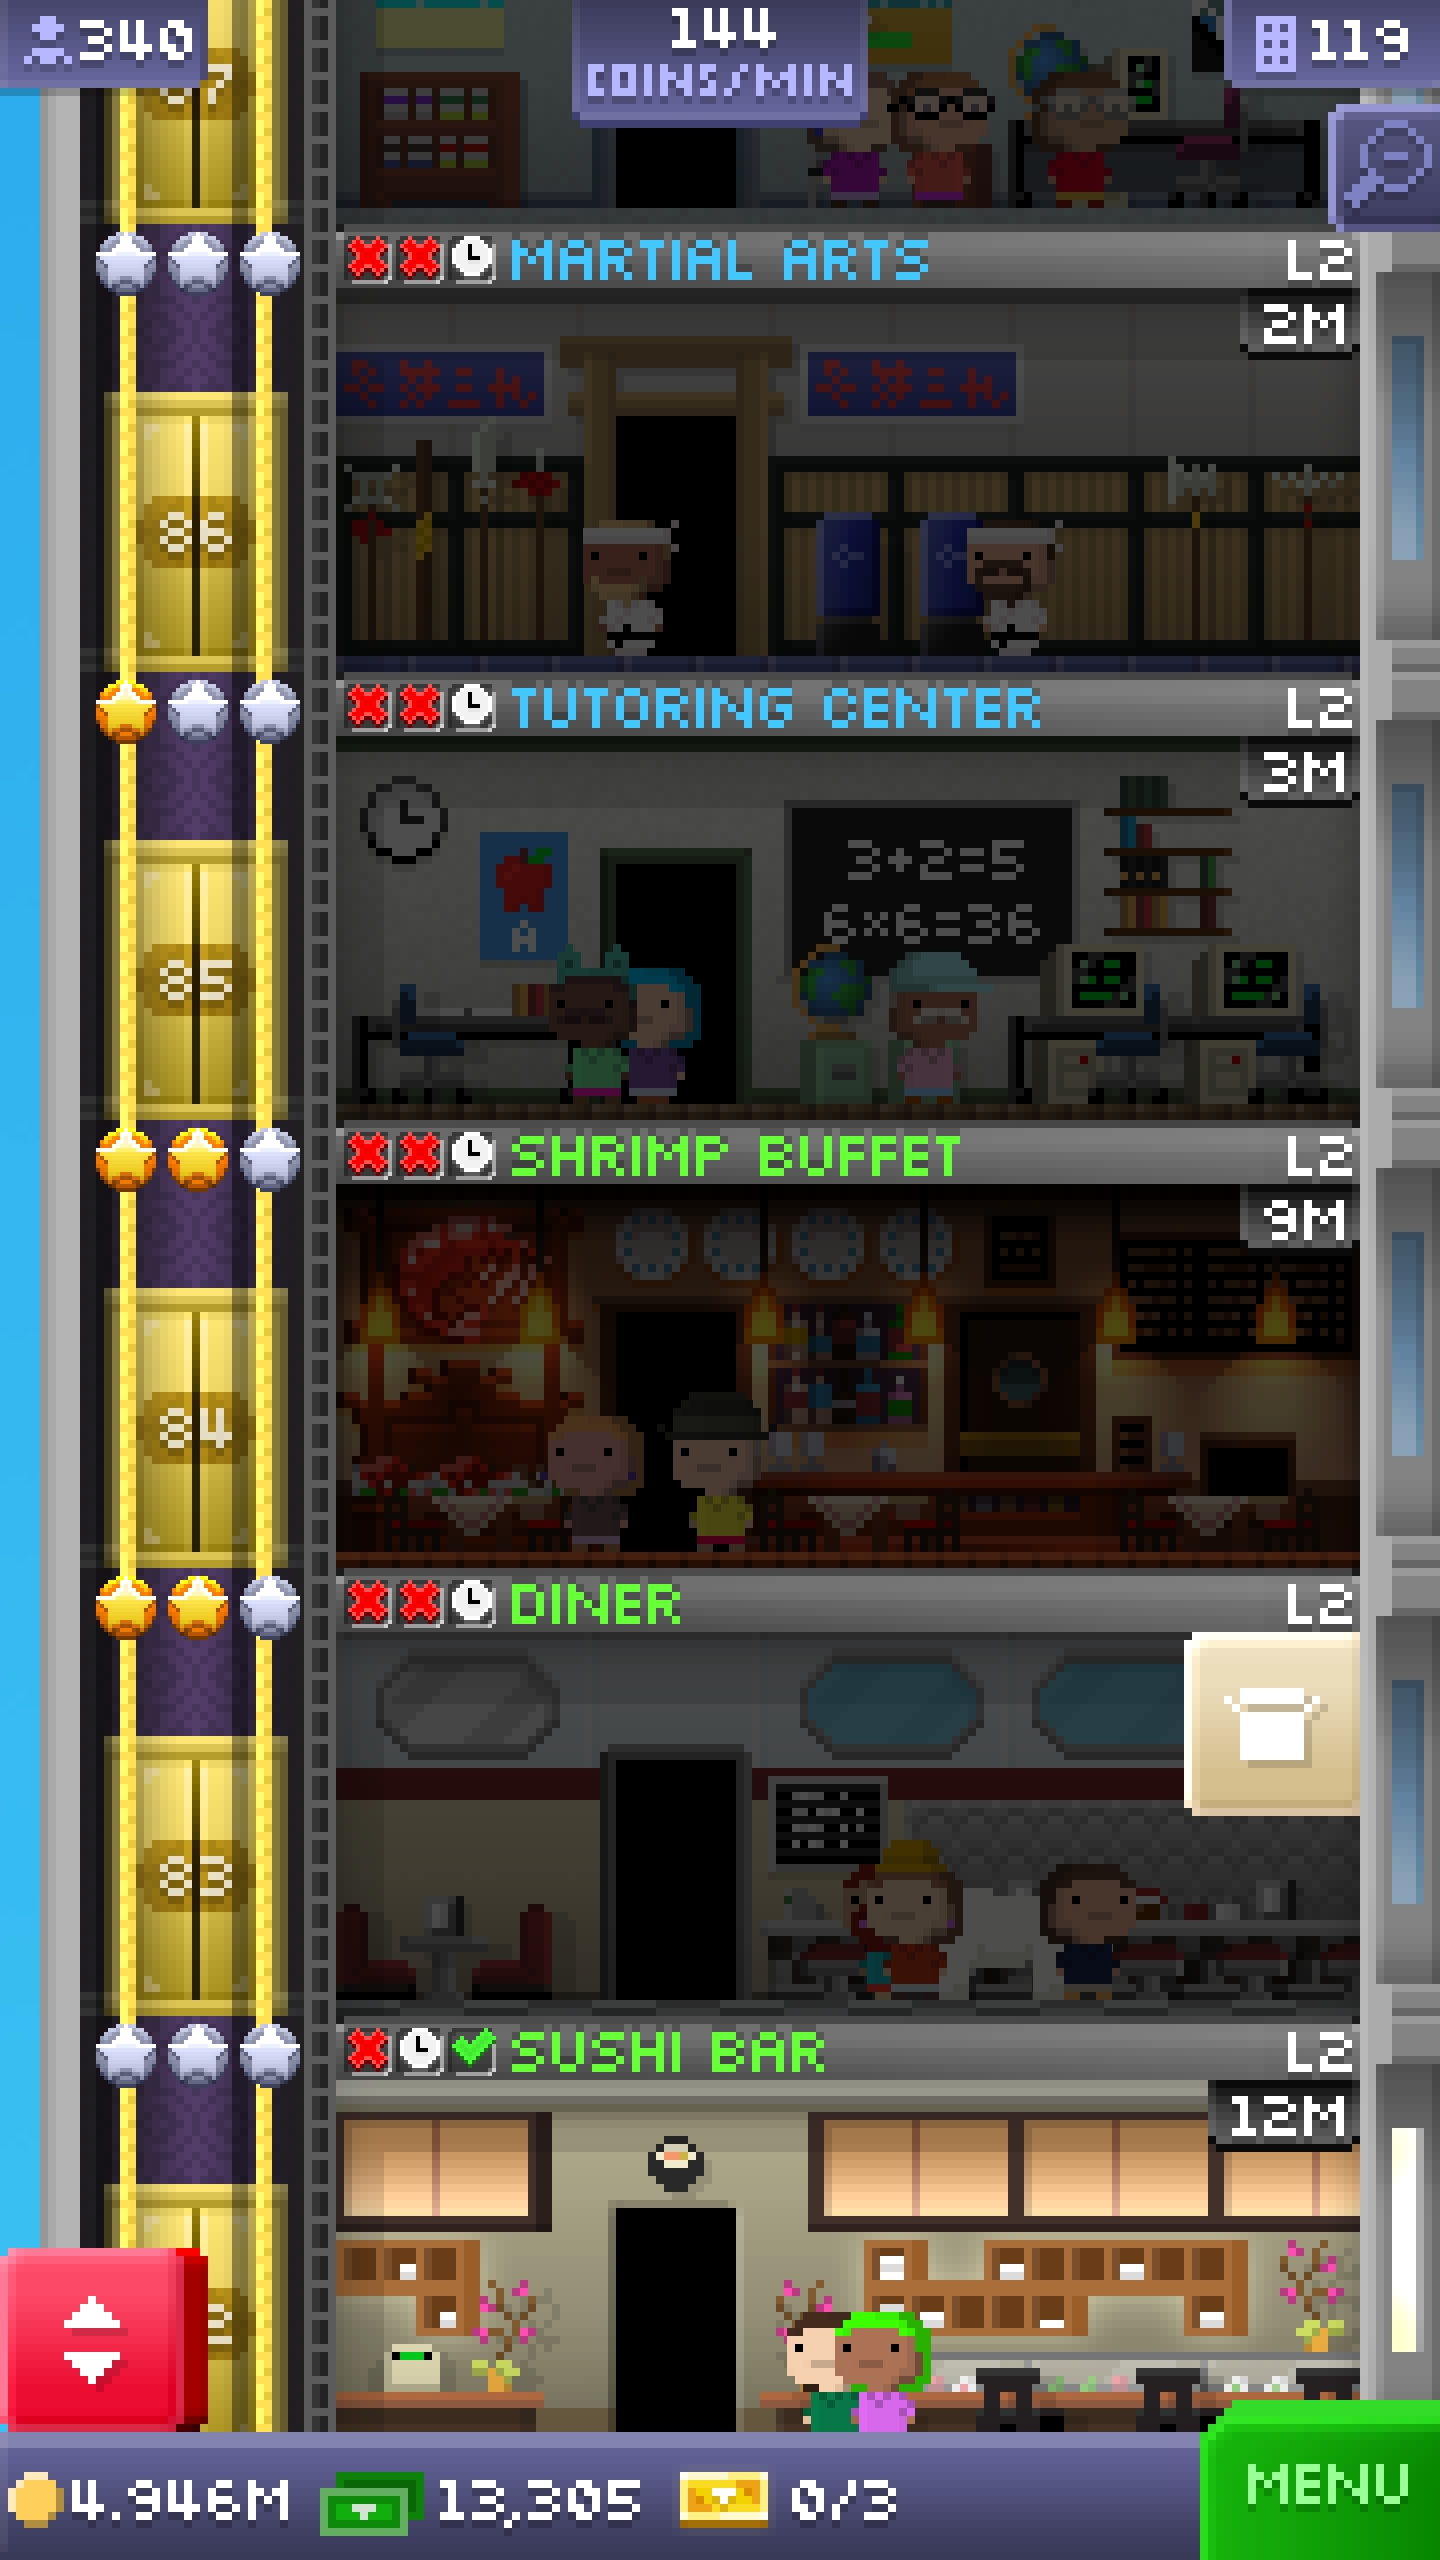 340
144
COINS/MIN
119
MARTIAL ARTS L2
2M
86
TUTORING CENTER L2
3M
3+2=5
6×6=36
A
85
SHRIMP BUFFET L2
9M
84
DINER L2
83
SUSHI BAR L2
12M
4.946M 13,305 0/3
MENU